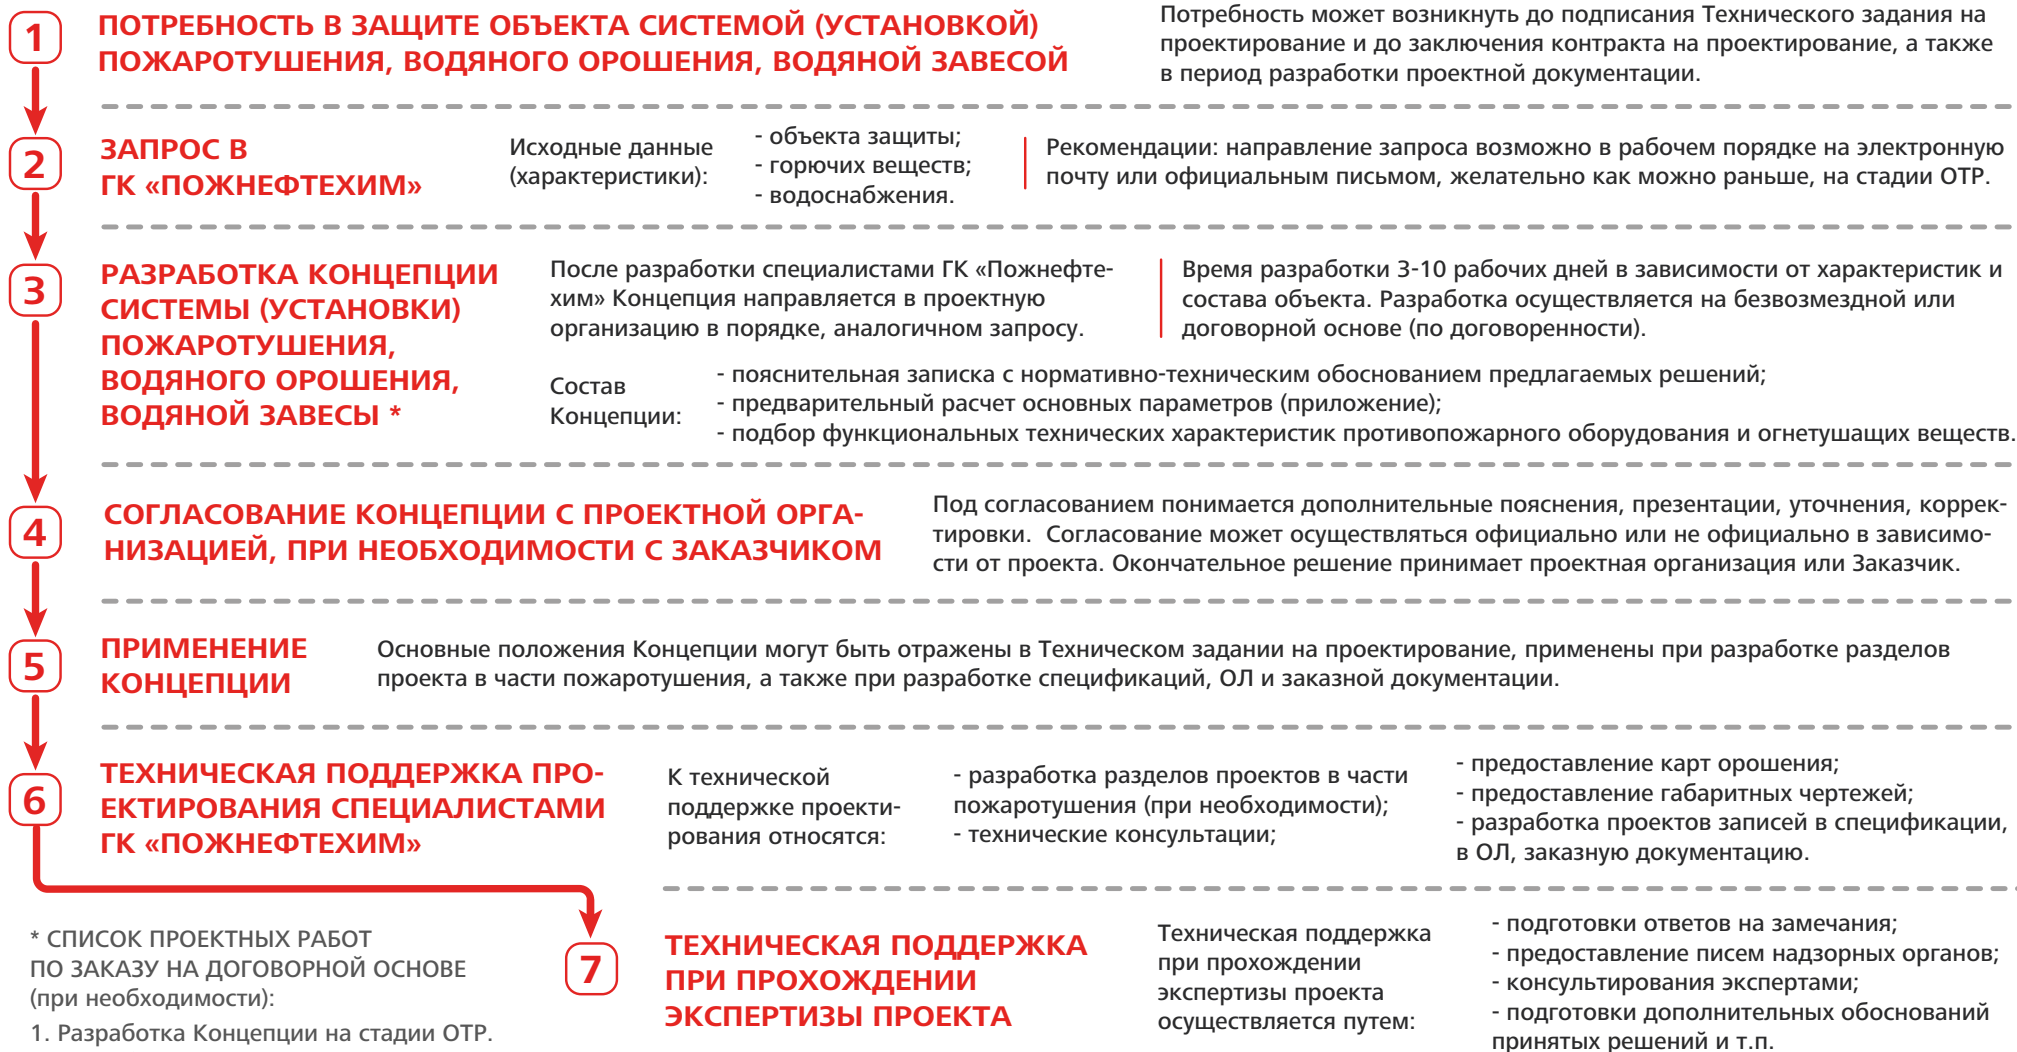 1
ПОТРЕБНОСТЬ В ЗАЩИТЕ ОБЪЕКТА СИСТЕМОЙ (УСТАНОВКОЙ)
ПОЖАРОТУШЕНИЯ, ВОДЯНОГО ОРОШЕНИЯ, ВОДЯНОЙ ЗАВЕСОЙ
Потребность может возникнуть до подписания Технического задания на
проектирование и до заключения контракта на проектирование, а также
в период разработки проектной документации.
2
ЗАПРОС В
ГК «ПОЖНЕФТЕХИМ»
Исходные данные
(характеристики):
- объекта защиты;
- горючих веществ;
- водоснабжения.
Рекомендации: направление запроса возможно в рабочем порядке на электронную
почту или официальным письмом, желательно как можно раньше, на стадии ОТР.
3
РАЗРАБОТКА КОНЦЕПЦИИ
СИСТЕМЫ (УСТАНОВКИ)
ПОЖАРОТУШЕНИЯ,
ВОДЯНОГО ОРОШЕНИЯ,
ВОДЯНОЙ ЗАВЕСЫ *
После разработки специалистами ГК «Пожнефте-
хим» Концепция направляется в проектную
организацию в порядке, аналогичном запросу.
Время разработки 3-10 рабочих дней в зависимости от характеристик и
состава объекта. Разработка осуществляется на безвозмездной или
договорной основе (по договоренности).
Состав
Концепции:
- пояснительная записка с нормативно-техническим обоснованием предлагаемых решений;
- предварительный расчет основных параметров (приложение);
- подбор функциональных технических характеристик противопожарного оборудования и огнетушащих веществ.
4
СОГЛАСОВАНИЕ КОНЦЕПЦИИ С ПРОЕКТНОЙ ОРГА-
НИЗАЦИЕЙ, ПРИ НЕОБХОДИМОСТИ С ЗАКАЗЧИКОМ
Под согласованием понимается дополнительные пояснения, презентации, уточнения, коррек-
тировки. Согласование может осуществляться официально или не официально в зависимо-
сти от проекта. Окончательное решение принимает проектная организация или Заказчик.
5
ПРИМЕНЕНИЕ
КОНЦЕПЦИИ
Основные положения Концепции могут быть отражены в Техническом задании на проектирование, применены при разработке разделов
проекта в части пожаротушения, а также при разработке спецификаций, ОЛ и заказной документации.
6
ТЕХНИЧЕСКАЯ ПОДДЕРЖКА ПРО-
ЕКТИРОВАНИЯ СПЕЦИАЛИСТАМИ
ГК «ПОЖНЕФТЕХИМ»
К технической
поддержке проекти-
рования относятся:
- разработка разделов проектов в части
пожаротушения (при необходимости);
- технические консультации;
- предоставление карт орошения;
- предоставление габаритных чертежей;
- разработка проектов записей в спецификации,
в ОЛ, заказную документацию.
* СПИСОК ПРОЕКТНЫХ РАБОТ
ПО ЗАКАЗУ НА ДОГОВОРНОЙ ОСНОВЕ
(при необходимости):
1. Разработка Концепции на стадии ОТР.
7
ТЕХНИЧЕСКАЯ ПОДДЕРЖКА
ПРИ ПРОХОЖДЕНИИ
ЭКСПЕРТИЗЫ ПРОЕКТА
Техническая поддержка
при прохождении
экспертизы проекта
осуществляется путем:
- подготовки ответов на замечания;
- предоставление писем надзорных органов;
- консультирования экспертами;
- подготовки дополнительных обоснований
принятых решений и т.п.